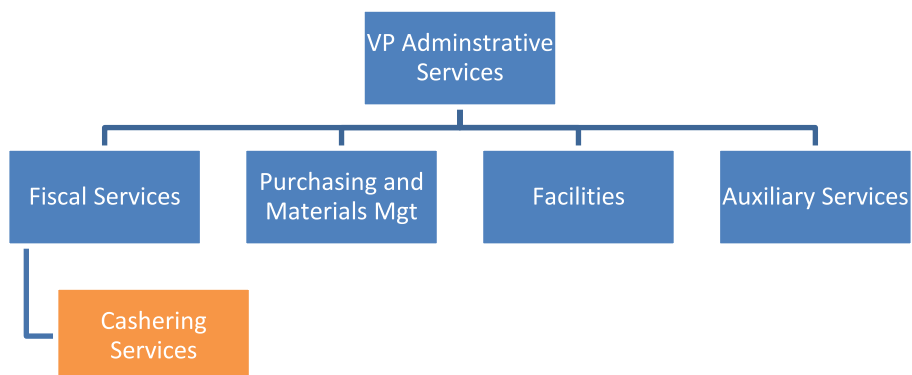 VP Adminstrative
Services
Fiscal Services
Purchasing and
Materials Mgt
Facilities
Auxiliary Services
Cashering
Services